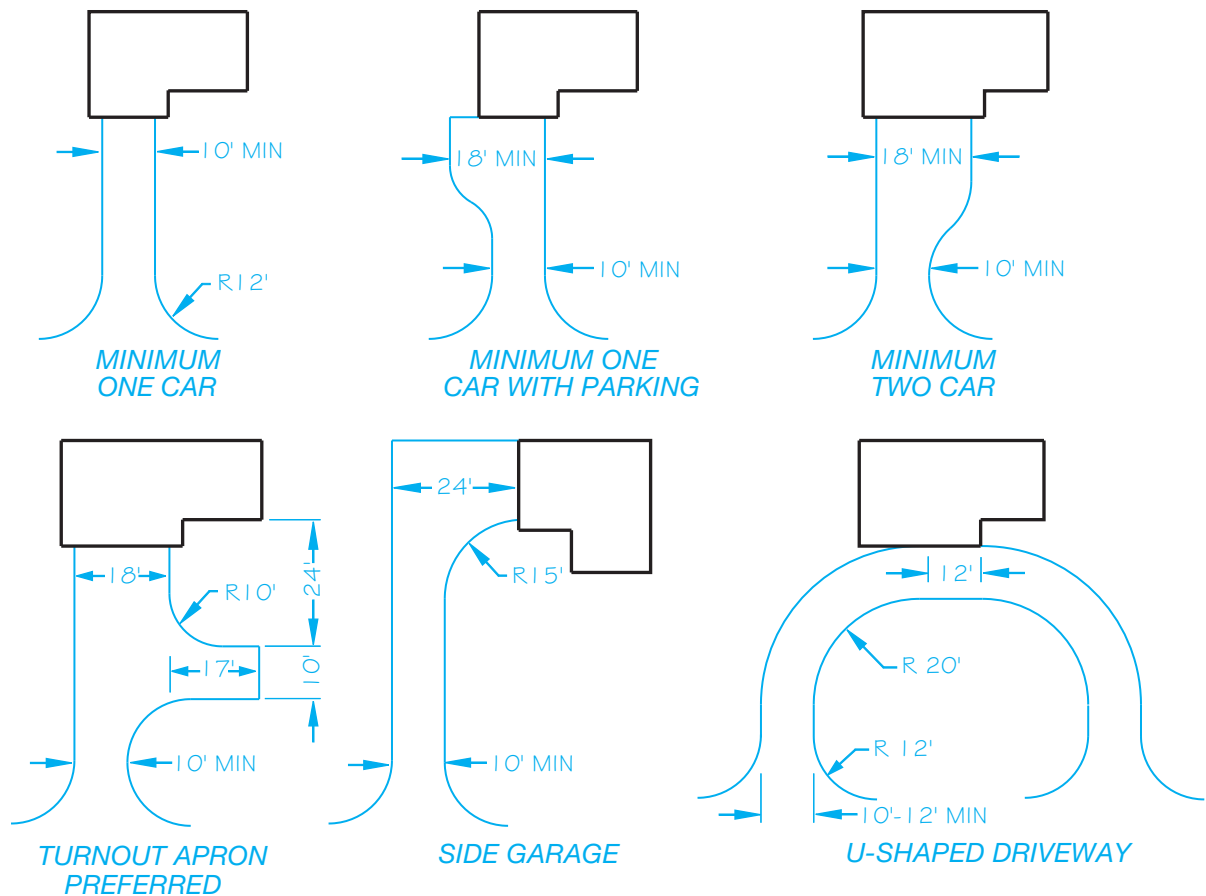 10' MIN
R12'
MINIMUM
ONE CAR
18' MIN
10' MIN
MINIMUM ONE
CAR WITH PARKING
18' MIN
10' MIN
MINIMUM
TWO CAR
18'
R10'
24'
17'
10'
10' MIN
TURNOUT APRON
PREFERRED
24'
R15'
10' MIN
SIDE GARAGE
12'
R 20'
R 12'
10'-12' MIN
U-SHAPED DRIVEWAY